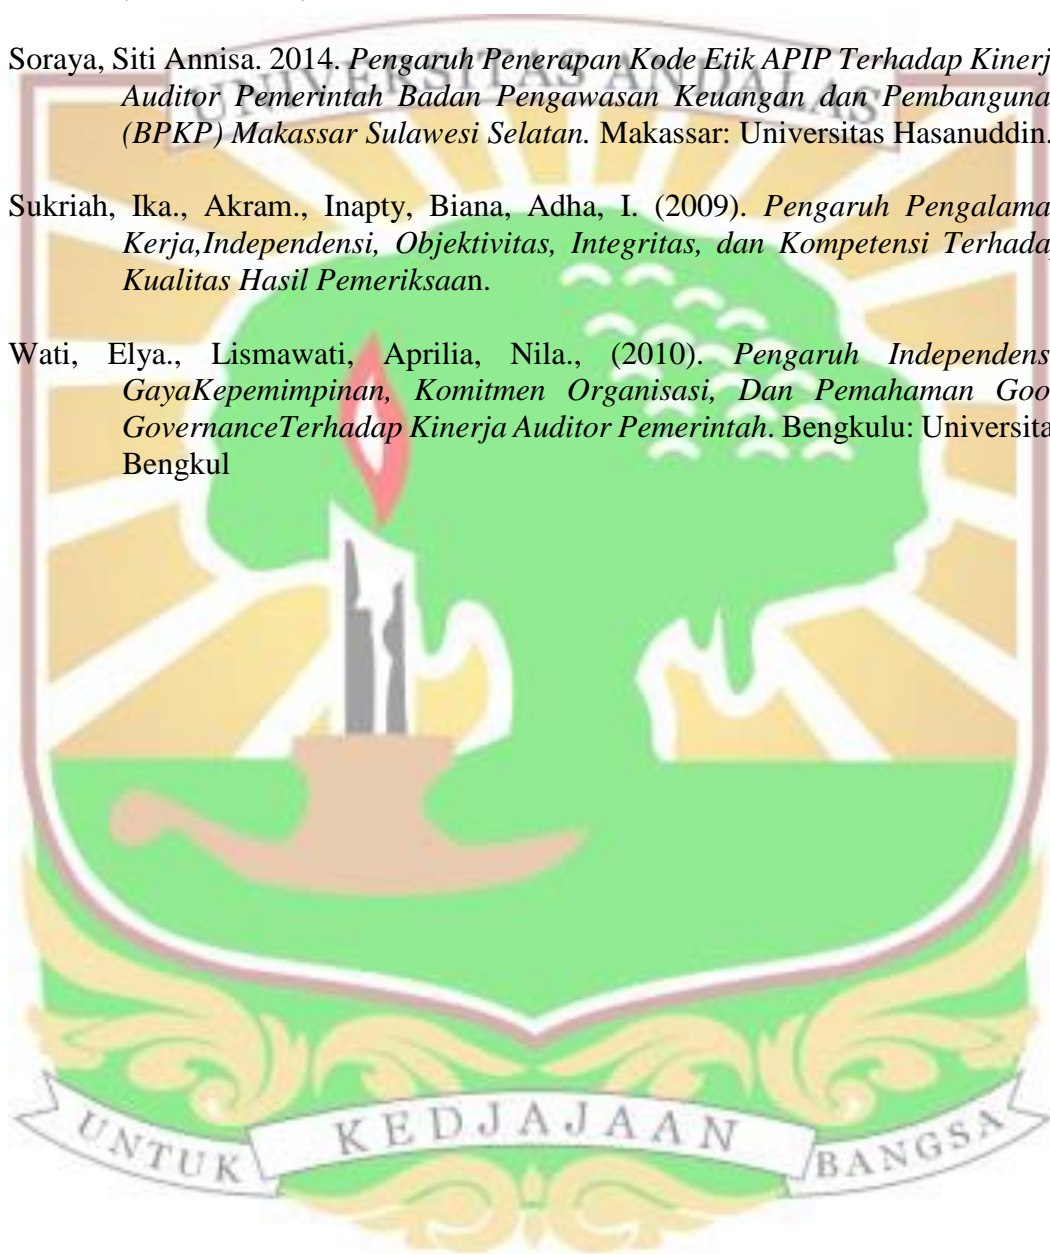 UNIVERSITAS ANDALAS
Soraya, Siti Annisa. 2014. Pengaruh Penerapan Kode Etik APIP Terhadap Kinerj
Auditor Pemerintah Badan Pengawasan Keuangan dan Pembanguna
(BPKP) Makassar Sulawesi Selatan. Makassar: Universitas Hasanuddin.
Sukriah, Ika., Akram., Inapty, Biana, Adha, I. (2009). Pengaruh Pengalama
Kerja,Independensi, Objektivitas, Integritas, dan Kompetensi Terhada
Kualitas Hasil Pemeriksaan.
Wati, Elya., Lismawati, Aprilia, Nila., (2010). Pengaruh Independens
GayaKepemimpinan, Komitmen Organisasi, Dan Pemahaman Goo
GovernanceTerhadap Kinerja Auditor Pemerintah. Bengkulu: Universita
Bengkul
UNTUK KEDJAJAAN BANGSA